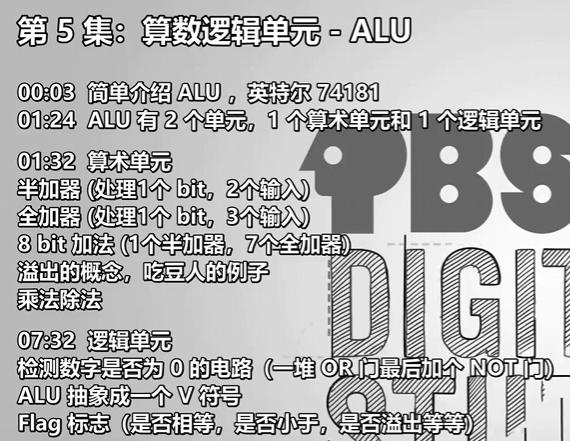 第 5 集：算数逻辑单元 - ALU
00:03 简单介绍 ALU ，英特尔 74181
01:24 ALU 有 2 个单元，1 个算术单元和 1 个逻辑单元
01:32 算术单元
半加器 (处理1个 bit，2个输入)
全加器 (处理1个 bit，3个输入)
8 bit 加法 (1个半加器，7个全加器)
溢出的概念，吃豆人的例子
乘法除法
07:32 逻辑单元
检测数字是否为 0 的电路（一堆 OR 门最后加个 NOT 门）
ALU 抽象成一个 V 符号
Flag 标志（是否相等，是否小于，是否溢出等等）
PBS
DIGIT
STU